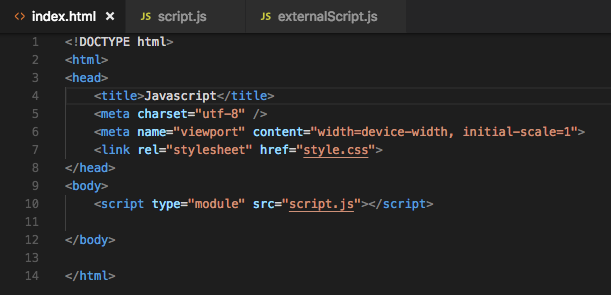 <> index.html × JS script.js JS externalScript.js
1 <!DOCTYPE html>
2 <html>
3 <head>
4     <title>Javascript</title>
5     <meta charset="utf-8" />
6     <meta name="viewport" content="width=device-width, initial-scale=1">
7     <link rel="stylesheet" href="style.css">
8 </head>
9 <body>
10     <script type="module" src="script.js"></script>
11
12 </body>
13
14 </html>